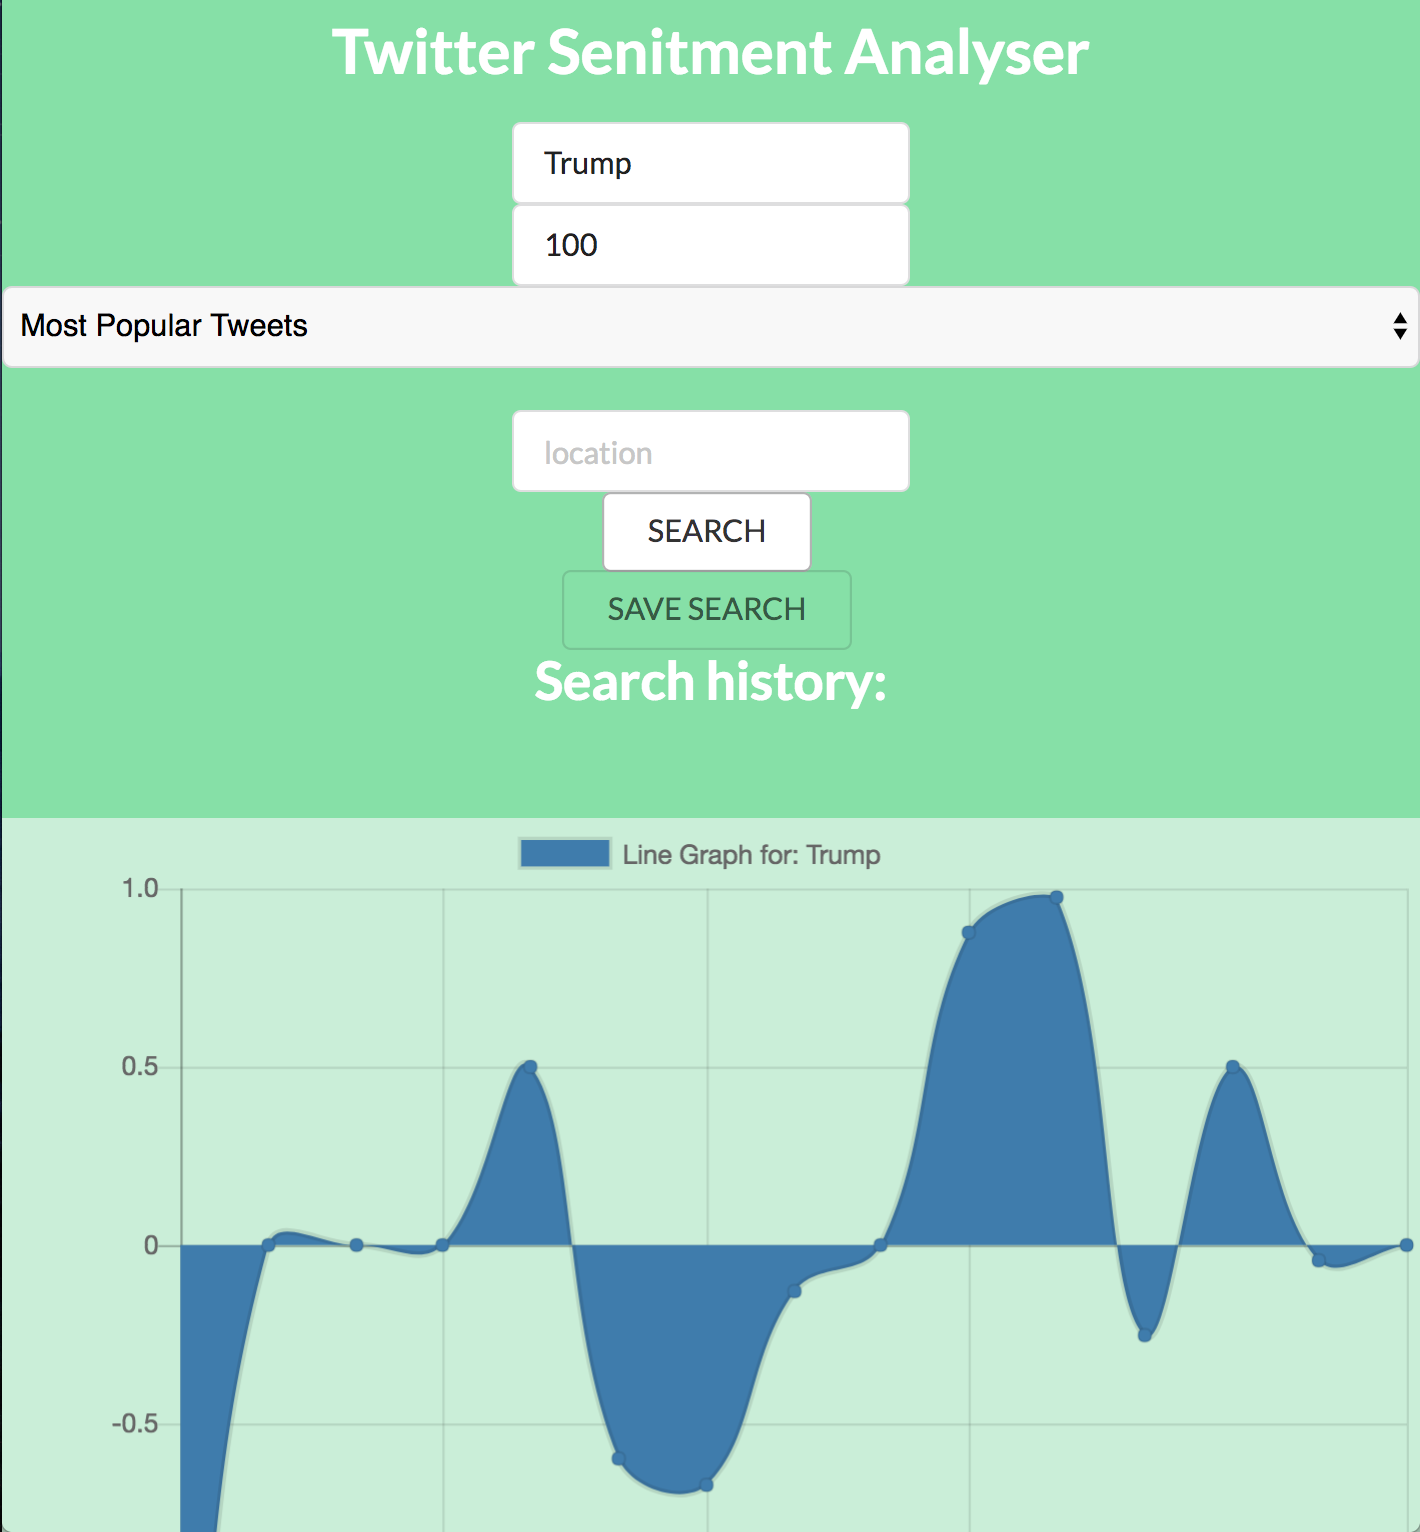 Twitter Senitment Analyser
Trump
100
Most Popular Tweets
location
SEARCH
SAVE SEARCH
Search history:
Line Graph for: Trump
1.0
0.5
0
-0.5